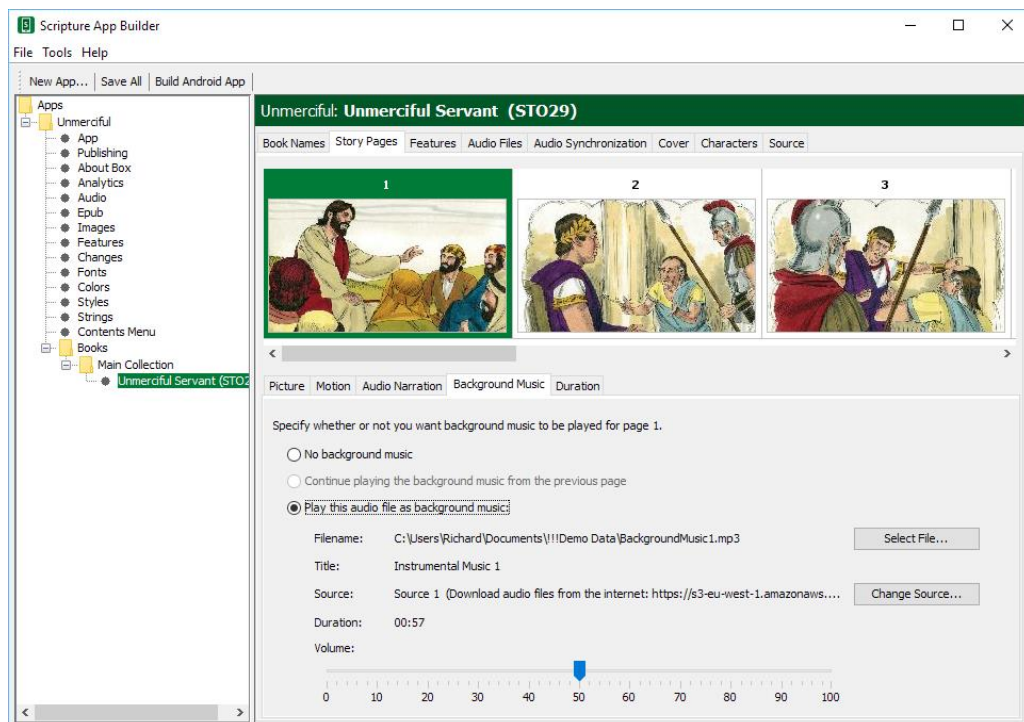 Scripture App Builder
File Tools Help
New App... Save All Build Android App
Apps
Unmerciful
App
Publishing
About Box
Analytics
Audio
Epub
Images
Features
Changes
Fonts
Colors
Styles
Strings
Contents Menu
Books
Main Collection
Unmerciful Servant (STO2
Unmerciful: Unmerciful Servant (STO29)
Book Names Story Pages Features Audio Files Audio Synchronization Cover Characters Source
1 2 3
Picture Motion Audio Narration Background Music Duration
Specify whether or not you want background music to be played for page 1.
No background music
Continue playing the background music from the previous page
Play this audio file as background music:
Filename: C:\Users\Richard\Documents\!!!Demo Data\BackgroundMusic1.mp3 Select File...
Title: Instrumental Music 1
Source: Source 1 (Download audio files from the internet: https://s3-eu-west-1.amazonaws.... Change Source...
Duration: 00:57
Volume:
0 10 20 30 40 50 60 70 80 90 100